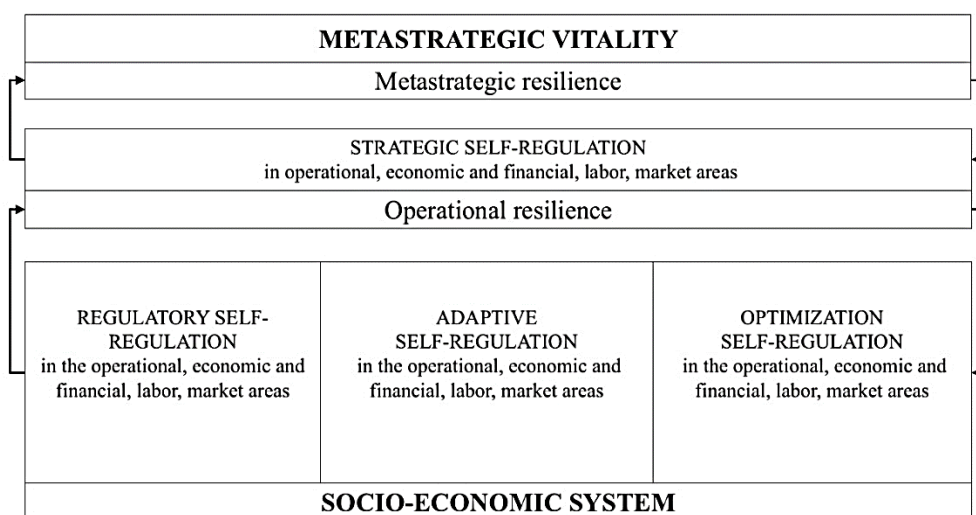 METASTRATEGIC VITALITY
Metastrategic resilience
STRATEGIC SELF-REGULATION
in operational, economic and financial, labor, market areas
Operational resilience
REGULATORY SELF-
REGULATION
in the operational, economic and
financial, labor, market areas
ADAPTIVE
SELF-REGULATION
in the operational, economic and
financial, labor, market areas
OPTIMIZATION
SELF-REGULATION
in the operational, economic and
financial, labor, market areas
SOCIO-ECONOMIC SYSTEM